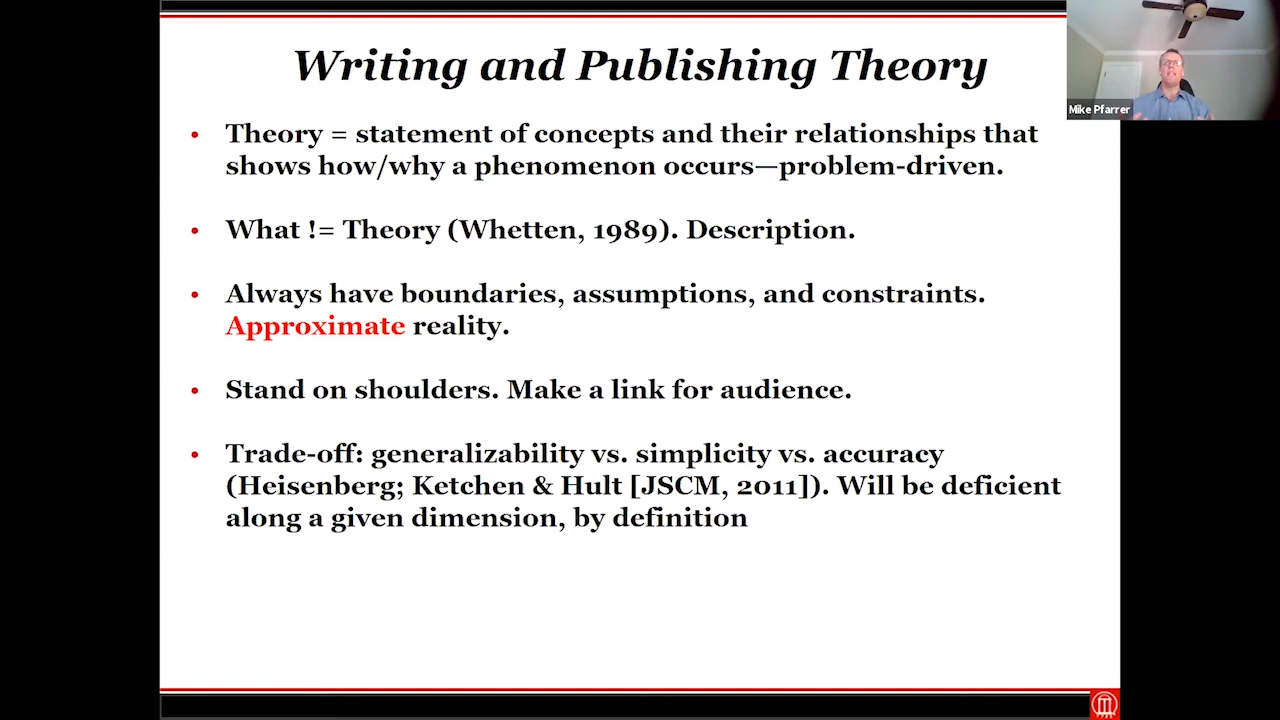 Writing and Publishing Theory
Mike Pfarrer
• Theory = statement of concepts and their relationships that
shows how/why a phenomenon occurs—problem-driven.
• What != Theory (Whetten, 1989). Description.
• Always have boundaries, assumptions, and constraints.
Approximate reality.
• Stand on shoulders. Make a link for audience.
• Trade-off: generalizability vs. simplicity vs. accuracy
(Heisenberg; Ketchen & Hult [JSCM, 2011]). Will be deficient
along a given dimension, by definition